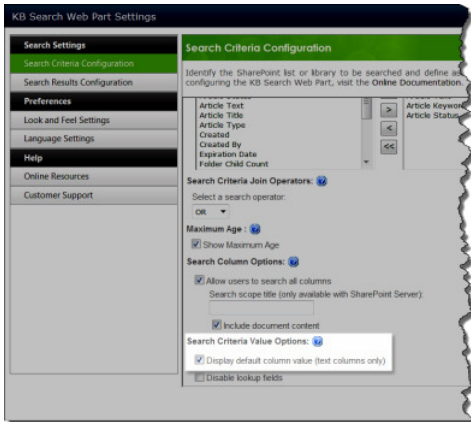 KB Search Web Part Settings
Search Settings
Search Criteria Configuration
Search Results Configuration
Preferences
Look and Feel Settings
Language Settings
Help
Online Resources
Customer Support
Search Criteria Configuration
Identify the SharePoint list or library to be searched and define
configuring the KB Search Web Part, visit the Online Documentation.
Article Text
Article Title
Article Type
Created
Created By
Expiration Date
Folder Child Count
>
<
<<
Article Keyword
Article Status
Search Criteria Join Operators:
Select a search operator:
OR
Maximum Age :
Show Maximum Age
Search Column Options:
Allow users to search all columns
Search scope title (only available with SharePoint Server):
Include document content
Search Criteria Value Options:
Display default column value (text columns only)
Disable lookup fields